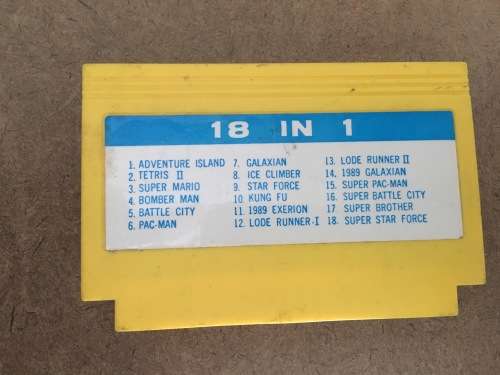 18 IN 1
1. ADVENTURE ISLAND
2. TETRIS II
3. SUPER MARIO
4. BOMBER MAN
5. BATTLE CITY
6. PAC-MAN
7. GALAXIAN
8. ICE CLIMBER
9. STAR FORCE
10. KUNG FU
11. 1989 EXERION
12. LODE RUNNER-I
13. LODE RUNNER II
14. 1989 GALAXIAN
15. SUPER PAC-MAN
16. SUPER BATTLE CITY
17. SUPER BROTHER
18. SUPER STAR FORCE